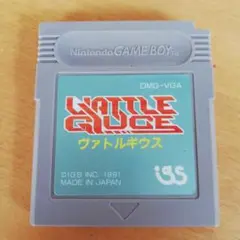 Nintendo GAME BOY
DMG-VGA
VATTLE
GIUCE
ヴァトルギウス
©IGS INC. 1991
MADE IN JAPAN
igs